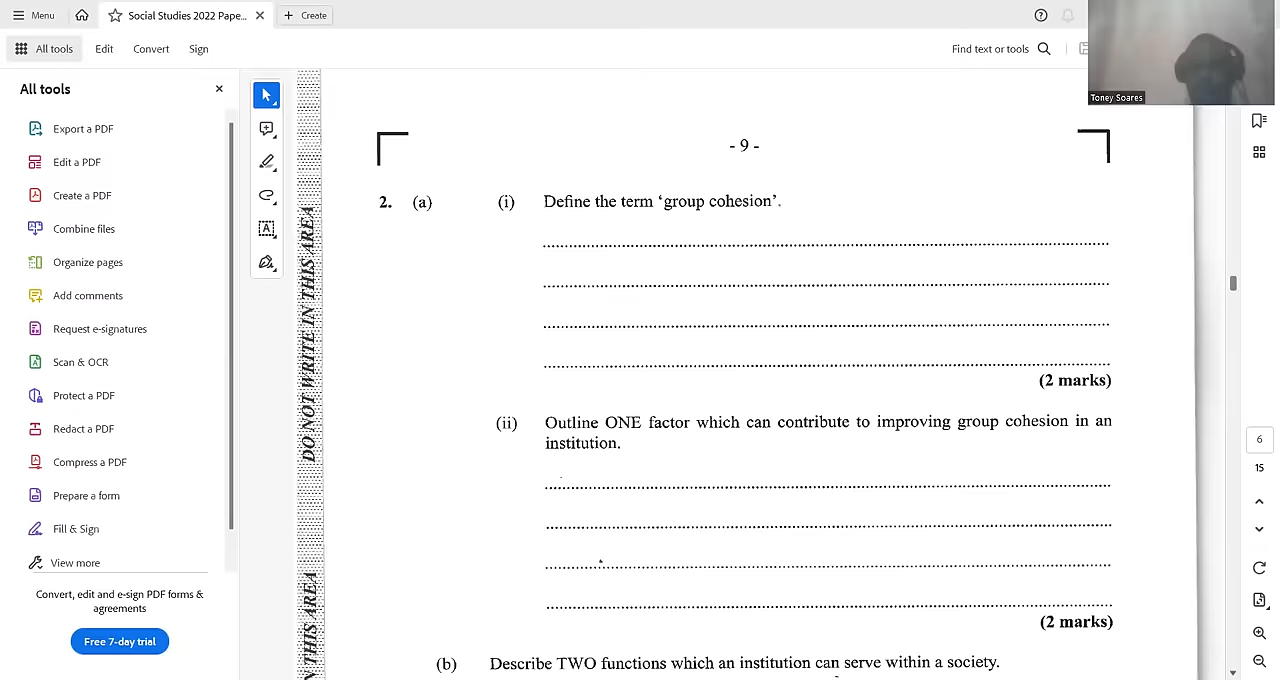 Menu
Social Studies 2022 Pape...
Create
All tools
Edit
Convert
Sign
Find text or tools
Toney Soares
All tools
Export a PDF
Edit a PDF
Create a PDF
Combine files
Organize pages
Add comments
Request e-signatures
Scan & OCR
Protect a PDF
Redact a PDF
Compress a PDF
Prepare a form
Fill & Sign
View more
Convert, edit and e-sign PDF forms &
agreements
Free 7-day trial
DO NOT WRITE IN THIS AREA
THIS AREA
- 9 -
2. (a) (i) Define the term ‘group cohesion’.
(2 marks)
(ii) Outline ONE factor which can contribute to improving group cohesion in an
institution.
(2 marks)
(b) Describe TWO functions which an institution can serve within a society.
6
15